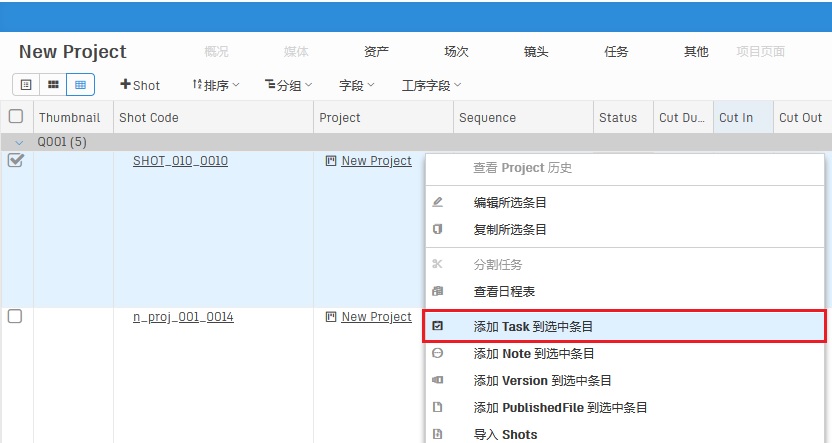 New Project 概况 媒体 资产 场次 镜头 任务 其他 项目页面
+Shot 排序 分组 字段 工序字段
Thumbnail Shot Code Project Sequence Status Cut Du... Cut In Cut Out
Q001 (5)
SHOT_010_0010 New Project
查看 Project 历史
编辑所选条目
复制所选条目
分割任务
查看日程表
n_proj_001_0014 New Project
添加 Task 到选中条目
添加 Note 到选中条目
添加 Version 到选中条目
添加 PublishedFile 到选中条目
导入 Shots